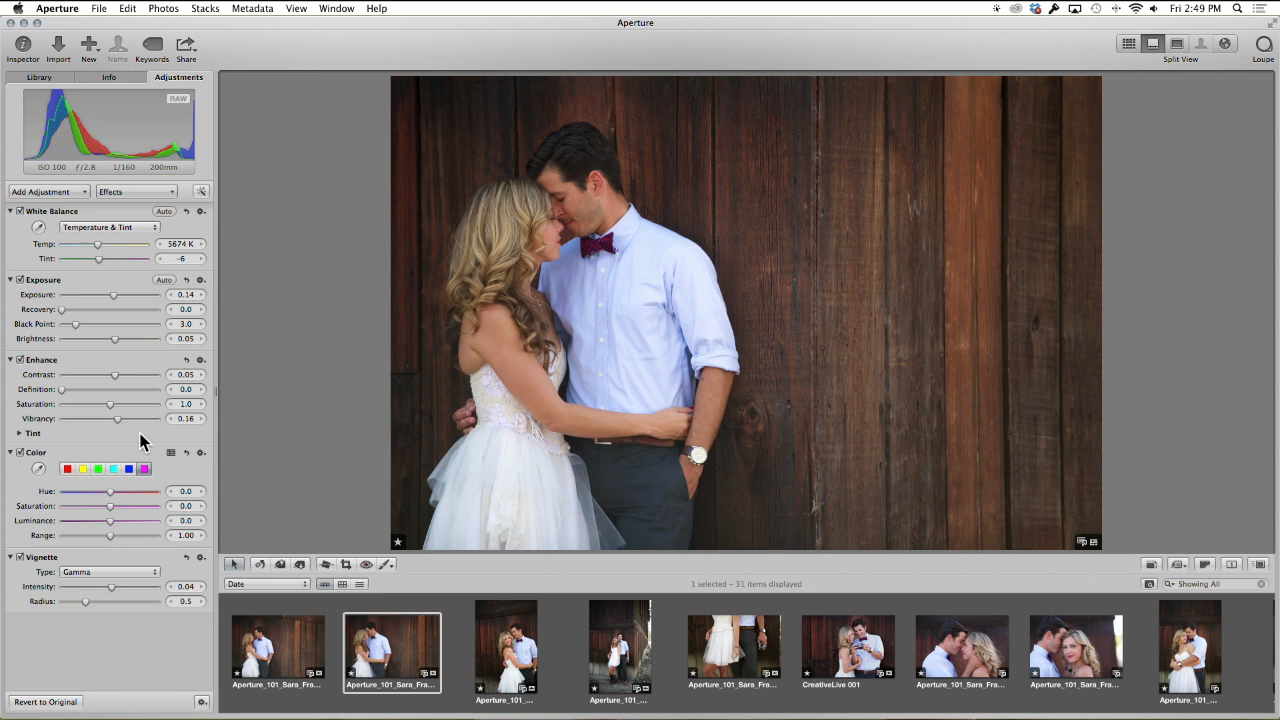 Aperture File Edit Photos Stacks Metadata View Window Help Fri 2:49 PM
Aperture
Inspector Import New Name Keywords Share Split View Loupe
Library Info Adjustments
RAW
ISO 100 ƒ/2.8 1/160 200mm
Add Adjustment Effects
White Balance Auto
Temperature & Tint
Temp: 5674 K
Tint: -6
Exposure Auto
Exposure: 0.14
Recovery: 0.0
Black Point: 3.0
Brightness: 0.05
Enhance
Contrast: 0.05
Definition: 0.0
Saturation: 1.0
Vibrancy: 0.16
Tint
Color
Hue: 0.0
Saturation: 0.0
Luminance: 0.0
Range: 1.00
Vignette
Type: Gamma
Intensity: 0.04
Radius: 0.5
Revert to Original
Date 1 selected – 31 items displayed Showing All
Aperture_101_Sara_Fra... Aperture_101_Sara_Fra... Aperture_101_... Aperture_101_... Aperture_101_Sara_Fra... CreativeLive 001 Aperture_101_Sara_Fra... Aperture_101_Sara_Fra... Aperture_101_...